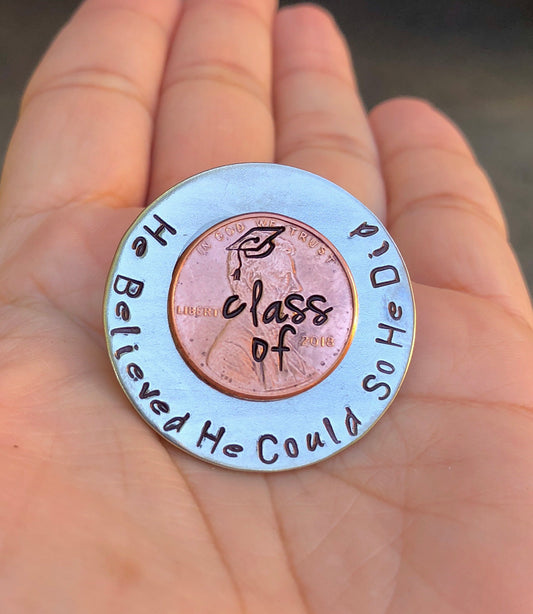 IN GOD WE TRUST
LIBERTY
class
of
2018
He Believed He Could So He Did